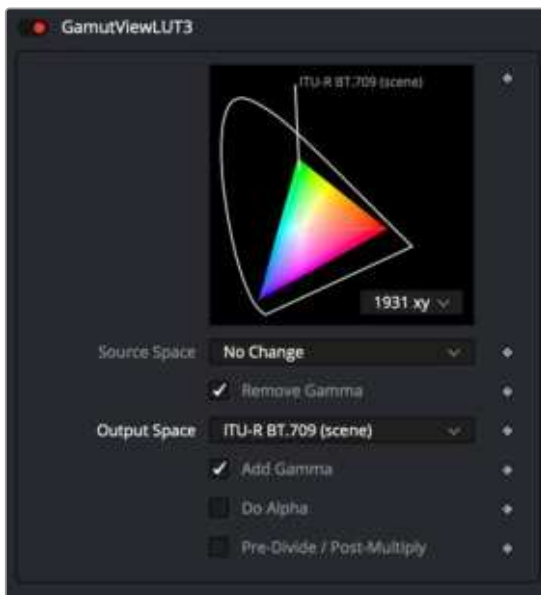 GamutViewLUT3
ITU-R BT.709 (scene)
1931 xy
Source Space No Change
Remove Gamma
Output Space ITU-R BT.709 (scene)
Add Gamma
Do Alpha
Pre-Divide / Post-Multiply